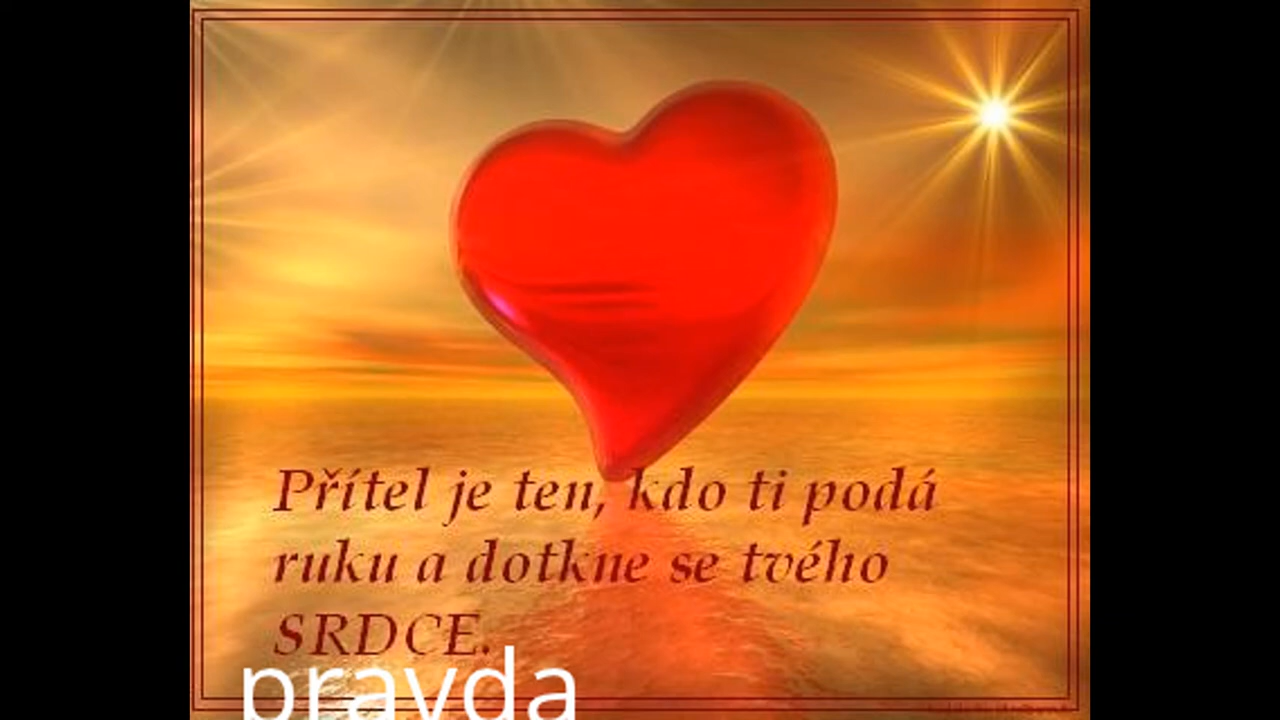 Přítel je ten, kdo ti podá
ruku a dotkne se tvého
SRDCE.
pravda